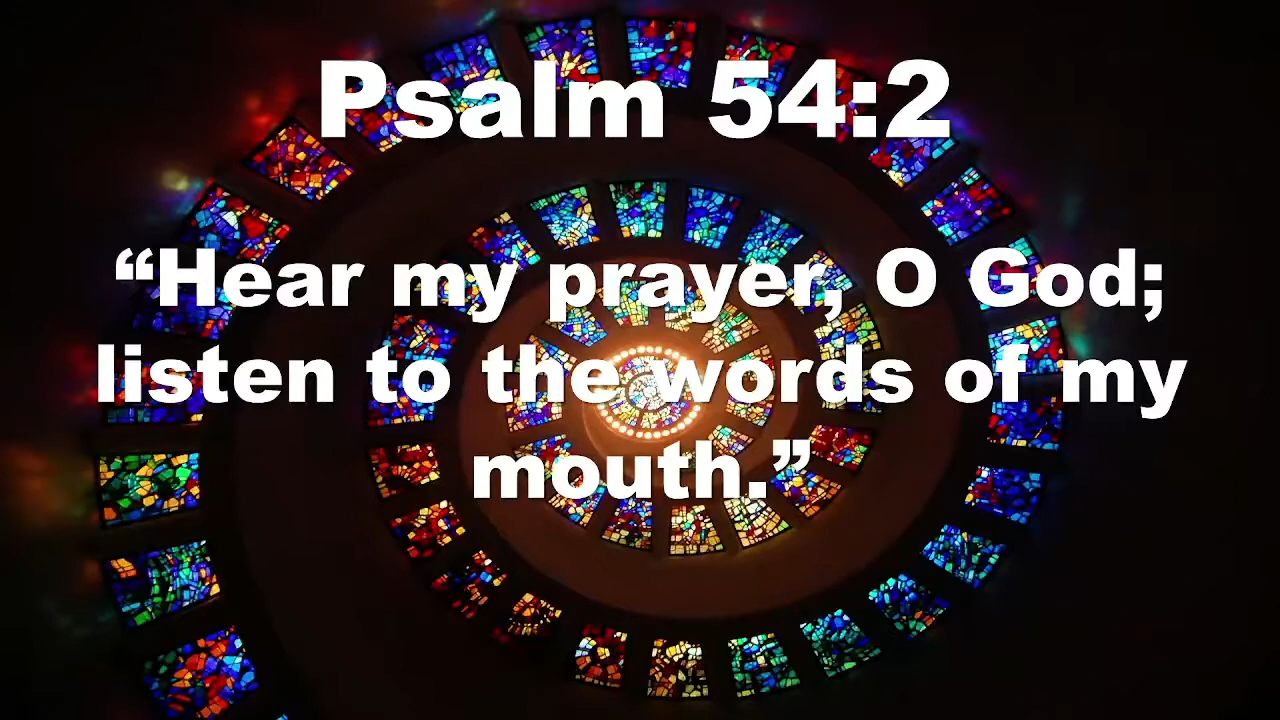 Psalm 54:2
“Hear my prayer, O God;
listen to the words of my
mouth.”